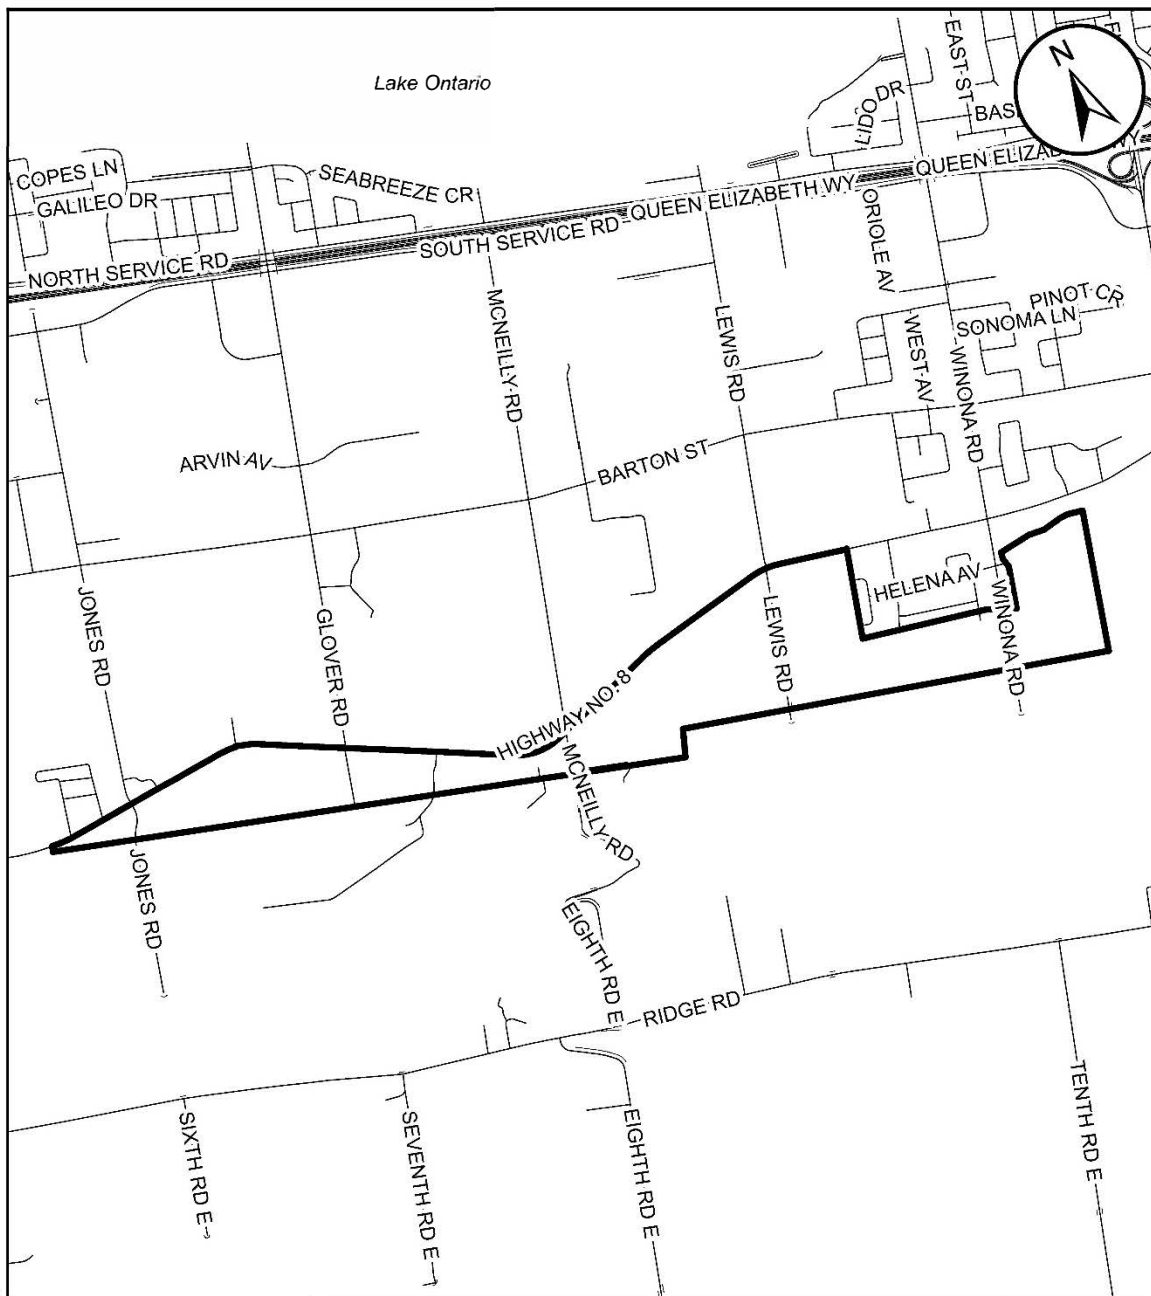 EAST ST
N
Lake Ontario
LIDO DR
BAS
COPES LN
SEABREEZE CR
QUEEN ELIZAB
WY
GALILEO DR
QUEEN ELIZABETH WY
ORIOLE AV
SOUTH SERVICE RD
NORTH SERVICE RD
MCNEILLY RD
LEWIS RD
PINOT CR
SONOMA LN
WEST AV
WINONA RD
ARVIN AV
BARTON ST
HELENA AV
JONES RD
GLOVER RD
LEWIS RD
WINONA RD
HIGHWAY NO. 8
MCNEILLY RD
JONES RD
EIGHTH RD E
RIDGE RD
TENTH RD E
SIXTH RD E
SEVENTH RD E
EIGHTH RD E